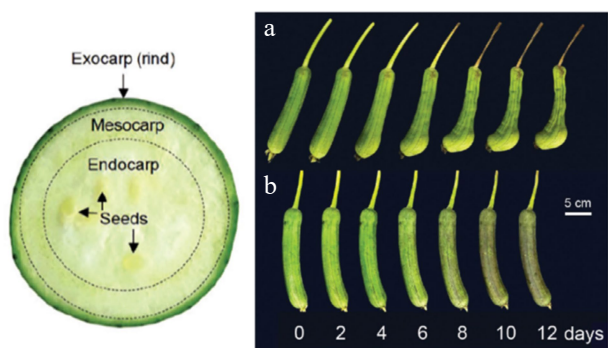 Exocarp (rind)
Mesocarp
Endocarp
Seeds
a
b
5 cm
0 2 4 6 8 10 12 days